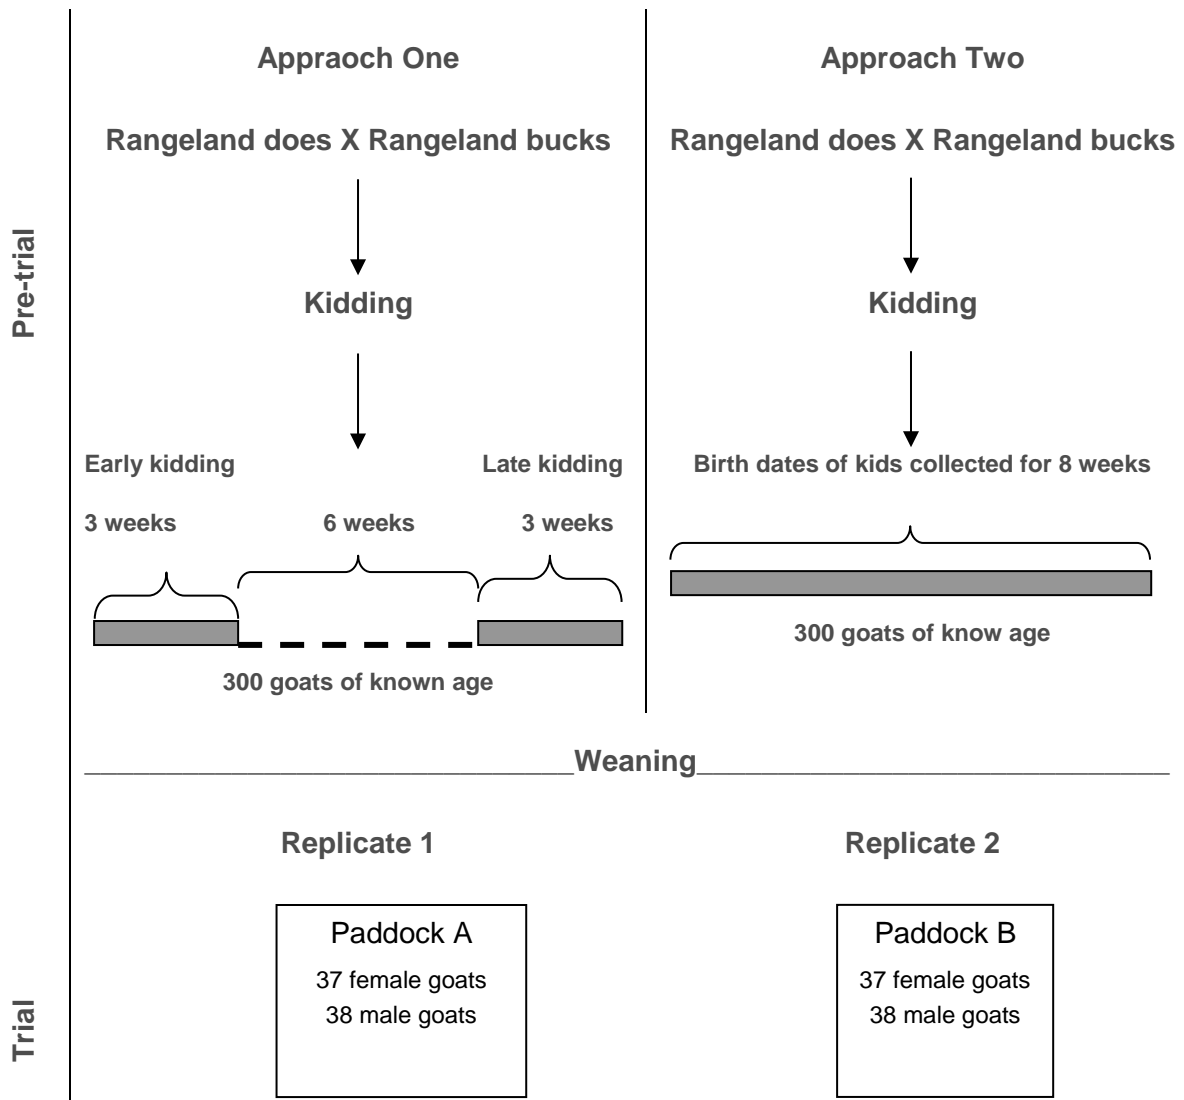 Pre-trial
Appraoch One
Rangeland does X Rangeland bucks
Kidding
Early kidding
Late kidding
3 weeks
6 weeks
3 weeks
300 goats of known age
Approach Two
Rangeland does X Rangeland bucks
Kidding
Birth dates of kids collected for 8 weeks
300 goats of know age
Weaning
Trial
Replicate 1
Paddock A
37 female goats
38 male goats
Replicate 2
Paddock B
37 female goats
38 male goats